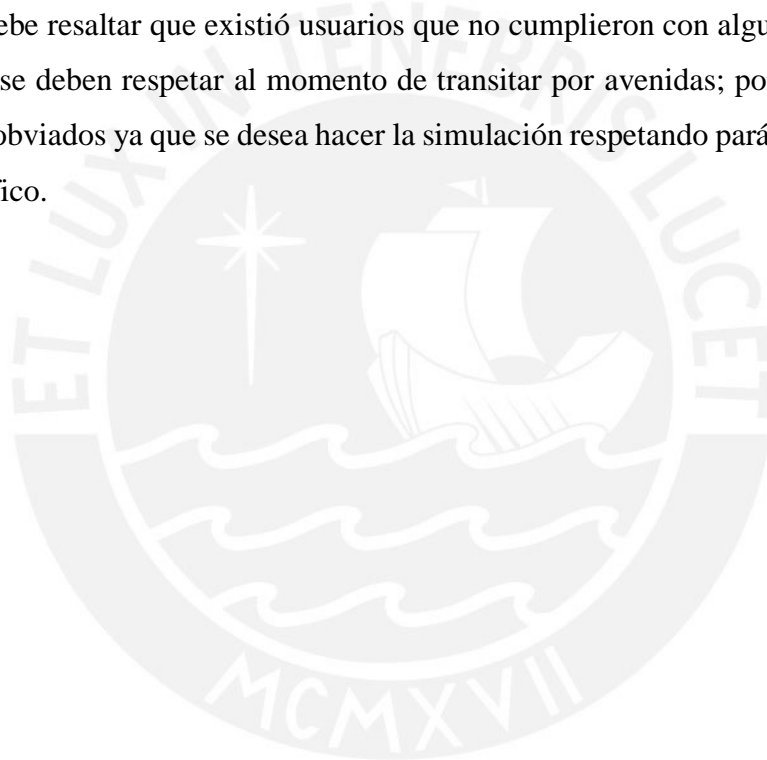 ebe resaltar que existió usuarios que no cumplieron con algu
se deben respetar al momento de transitar por avenidas; po
obviados ya que se desea hacer la simulación respetando pará
fico.
ET LUX IN TENEBRIS LUCET
MCMXVII